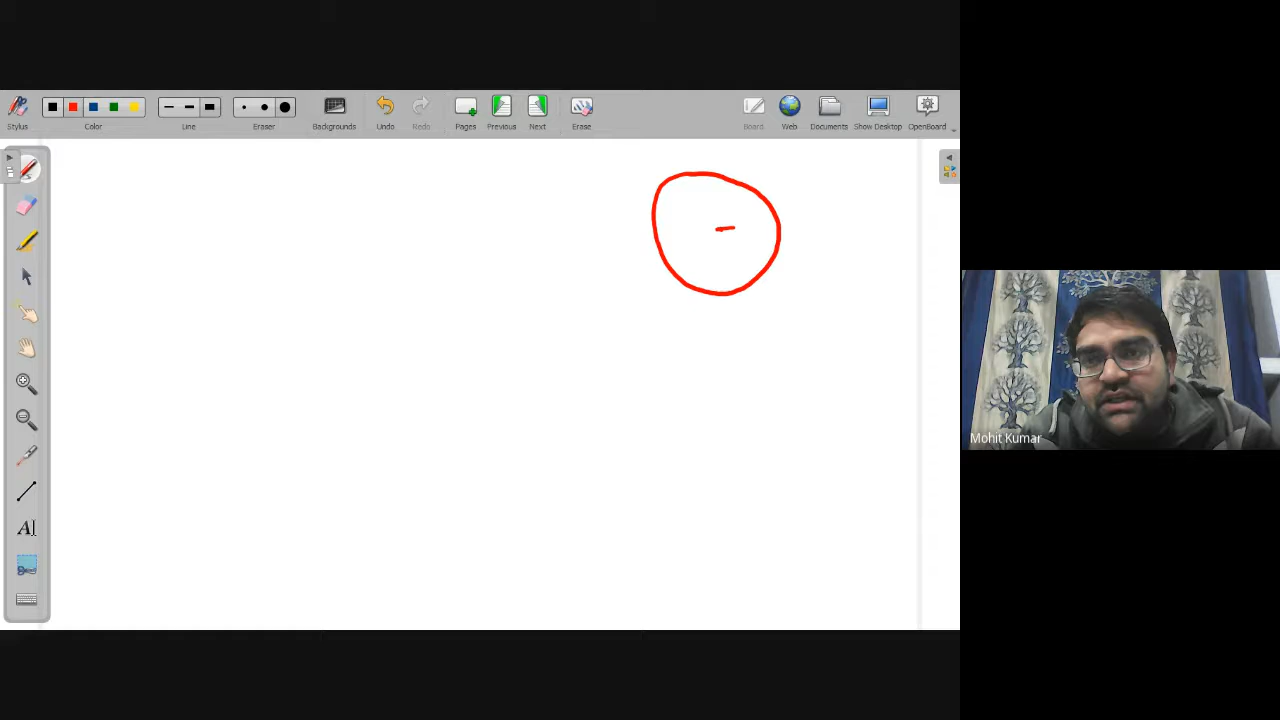 Stylus Color Line Eraser Backgrounds Undo Redo Pages Previous Next Erase Board Web Documents Show Desktop OpenBoard
A
Mohit Kumar